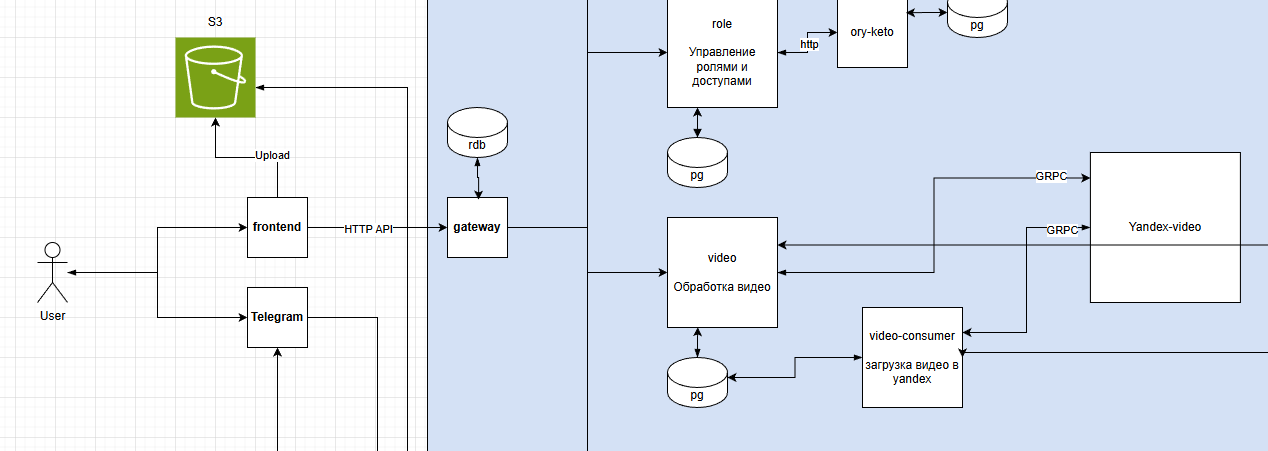 S3
Upload
frontend
HTTP API
User
Telegram
rdb
gateway
role
Управление
ролями и
доступами
http
ory-keto
pg
pg
video
Обработка видео
pg
GRPC
GRPC
Yandex-video
video-consumer
загрузка видео в
yandex